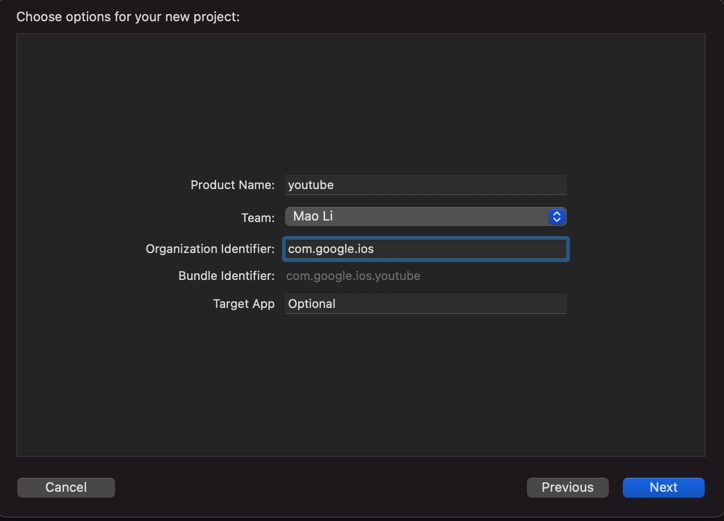 Choose options for your new project:
Product Name: youtube
Team: Mao Li
Organization Identifier: com.google.ios
Bundle Identifier: com.google.ios.youtube
Target App Optional
Cancel Previous Next